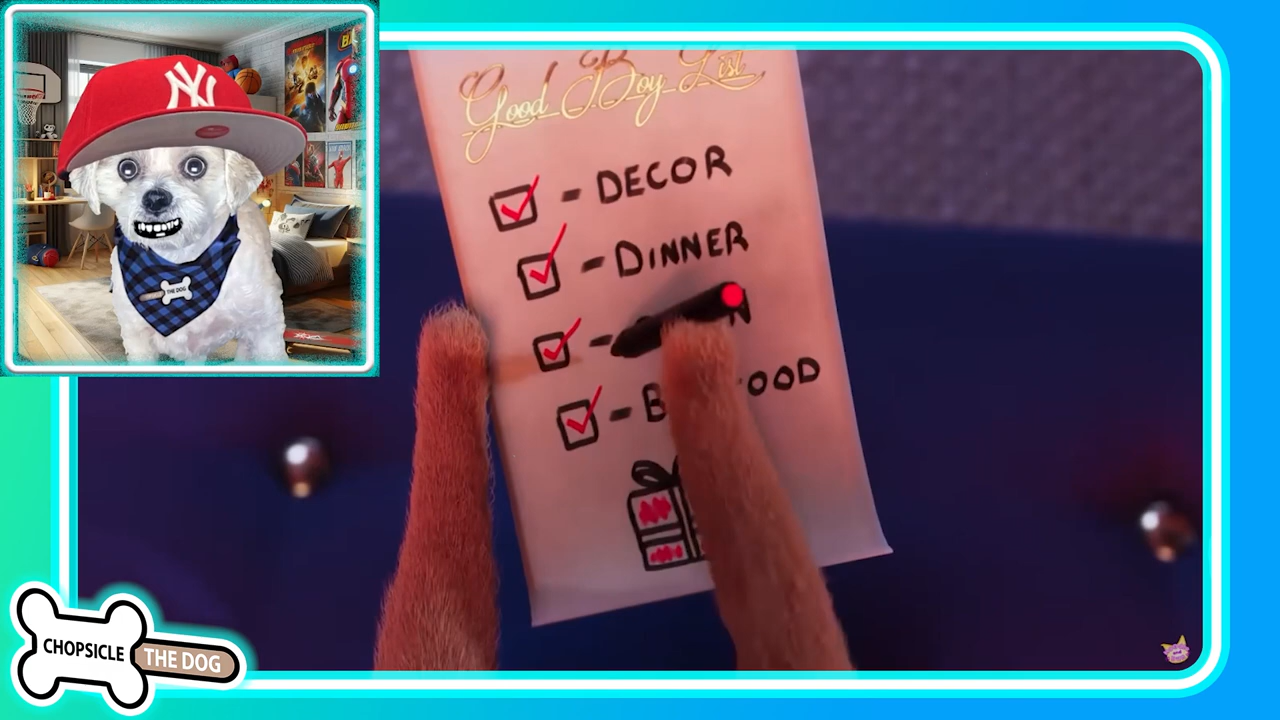 Good Boy List
- DECOR
- DINNER
OOD
NY
CHOPSICLE
THE DOG
THE DOG